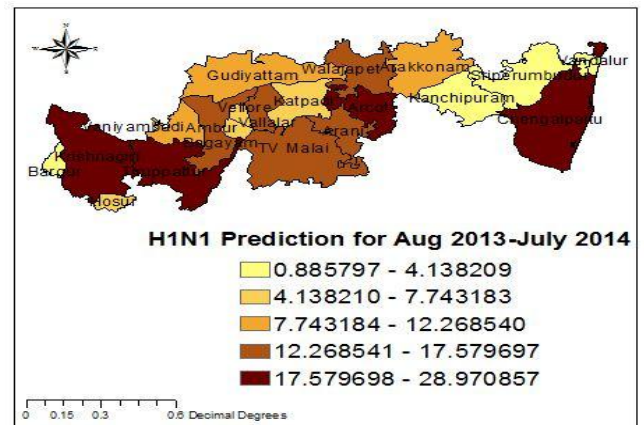 N
W E
S
Vandalur
Walajapet
Arakkonam
Gudiyattam
Sriperumbudur
Vellore
Katpadi
Kanchipuram
Arcot
Vaniyambadi
Ambur
Vallalar
Chengalpattu
Arani
Bagayam
Krishnagiri
TV Malai
Bargur
Tiruppattur
Hosur
H1N1 Prediction for Aug 2013-July 2014
0.885797 - 4.138209
4.138210 - 7.743183
7.743184 - 12.268540
12.268541 - 17.579697
17.579698 - 28.970857
0 0.15 0.3 0.6 Decimal Degrees